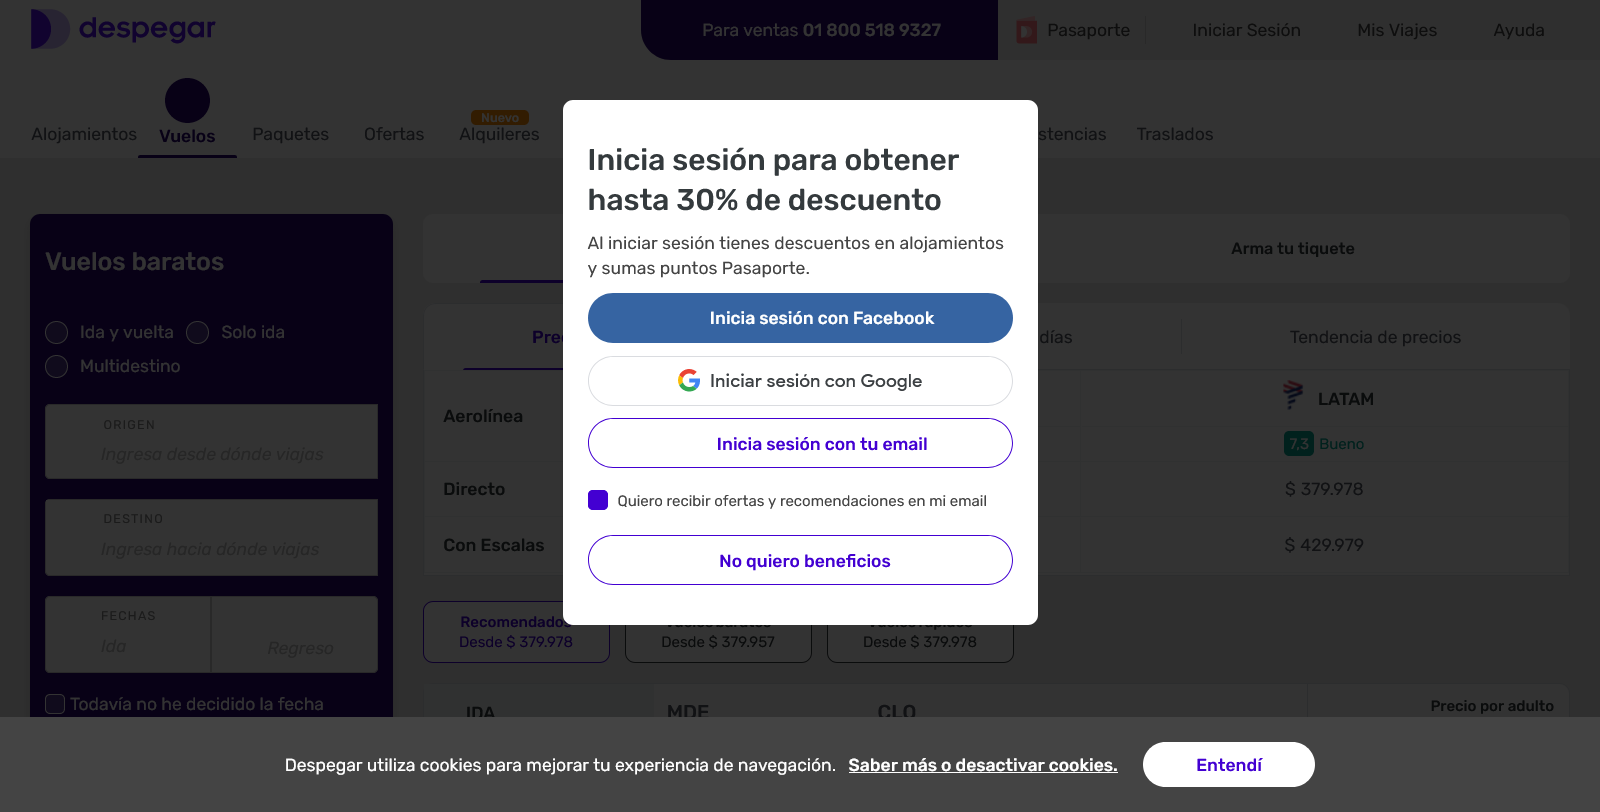 despegar
Para ventas 01 800 518 9327
Pasaporte
Iniciar Sesión
Mis Viajes
Ayuda
Alojamientos
Vuelos
Paquetes
Ofertas
Nuevo
Alquileres
stencias
Traslados
Inicia sesión para obtener
hasta 30% de descuento
Al iniciar sesión tienes descuentos en alojamientos
y sumas puntos Pasaporte.
Inicia sesión con Facebook
Iniciar sesión con Google
Inicia sesión con tu email
Quiero recibir ofertas y recomendaciones en mi email
No quiero beneficios
Vuelos baratos
Ida y vuelta
Solo ida
Multidestino
ORIGEN
Ingresa desde dónde viajas
DESTINO
Ingresa hacia dónde viajas
FECHAS
Ida
Regreso
Todavía no he decidido la fecha
Arma tu tiquete
Prec
días
Tendencia de precios
Aerolínea
LATAM
7,3 Bueno
Directo
$ 379.978
Con Escalas
$ 429.979
Recomendados
Desde $ 379.978
Desde $ 379.957
Desde $ 379.978
IDA
MDE
CLO
Precio por adulto
Despegar utiliza cookies para mejorar tu experiencia de navegación. Saber más o desactivar cookies.
Entendí